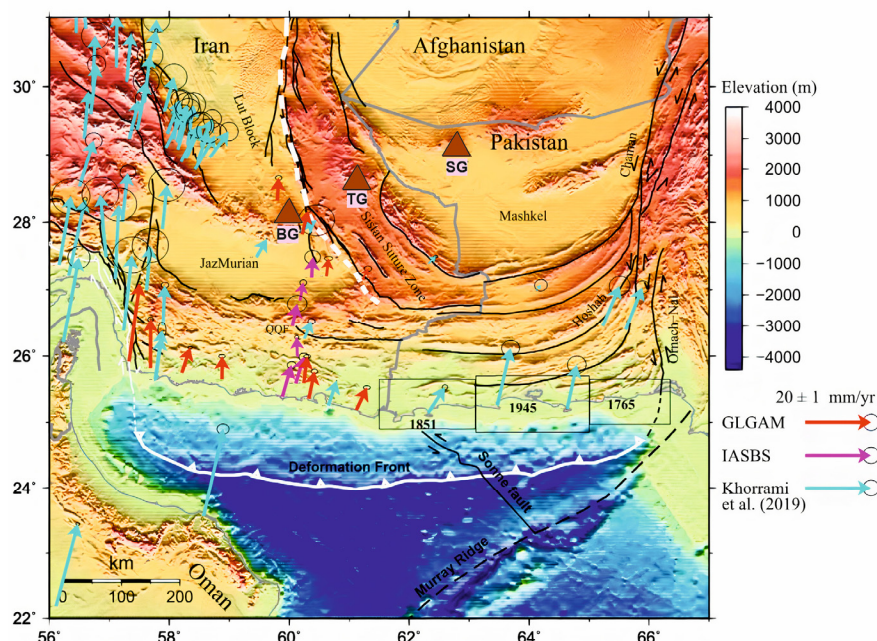 Iran
Afghanistan
Elevation (m)
30°
4000
Lut Block
3000
Pakistan
Chaman
SG
2000
TG
1000
28°
Mashkel
BG
0
Sistan Suture Zone
JazMurian
-1000
-2000
Hoshab
QQF
-3000
Ornach-Nal
26°
-4000
20 ± 1 mm/yr
1851
1945
1765
GLGAM
IASBS
Deformation Front
Sonne fault
Khorrami
et al. (2019)
24°
Murray Ridge
km
0
100
200
Oman
22°
56°
58°
60°
62°
64°
66°